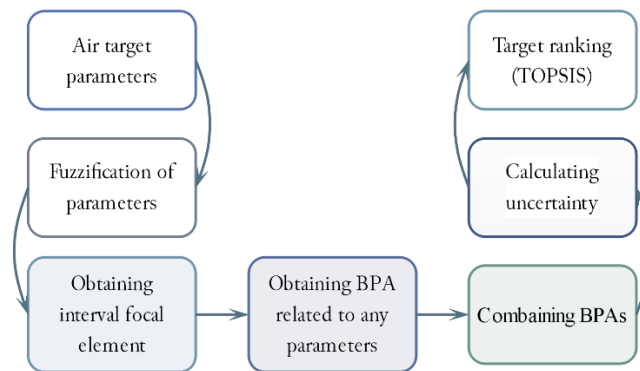 Air target
parameters
Fuzzification of
parameters
Obtaining
interval focal
element
Obtaining BPA
related to any
parameters
Combaining BPAs
Calculating
uncertainty
Target ranking
(TOPSIS)